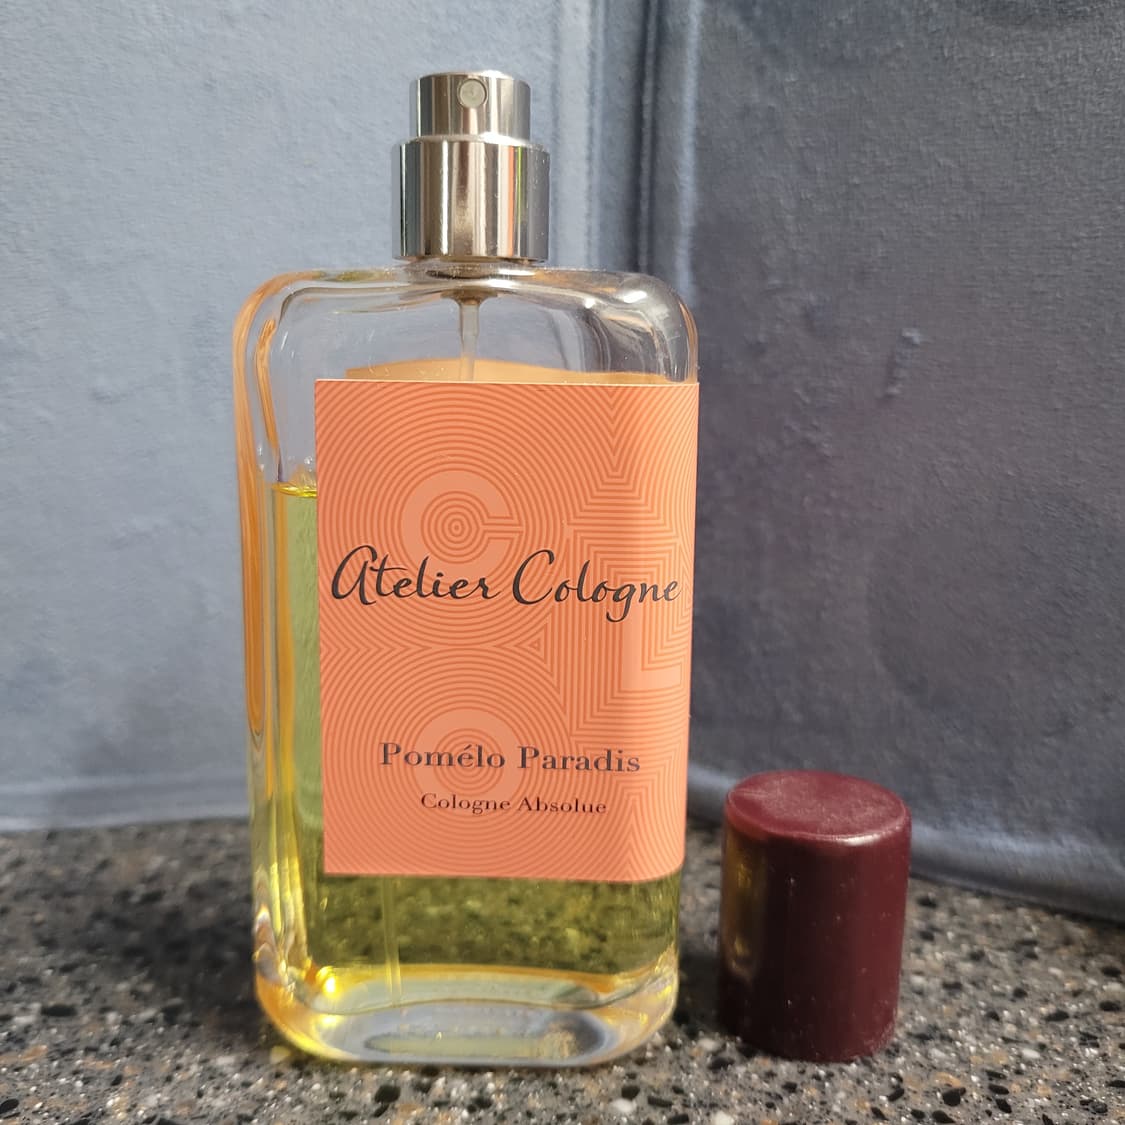 Atelier Cologne
Pomélo Paradis
Cologne Absolue